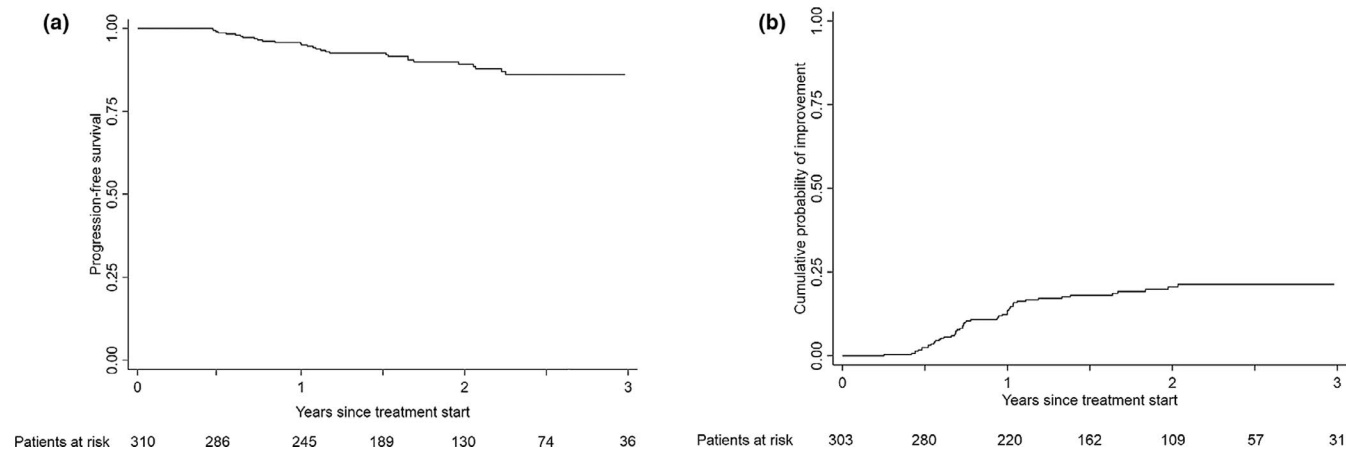 (a)
Progression-free survival
1.00
0.75
0.50
0.25
0.00
0 1 2 3
Years since treatment start
Patients at risk 310 286 245 189 130 74 36
(b)
Cumulative probability of improvement
1.00
0.75
0.50
0.25
0.00
0 1 2 3
Years since treatment start
Patients at risk 303 280 220 162 109 57 31